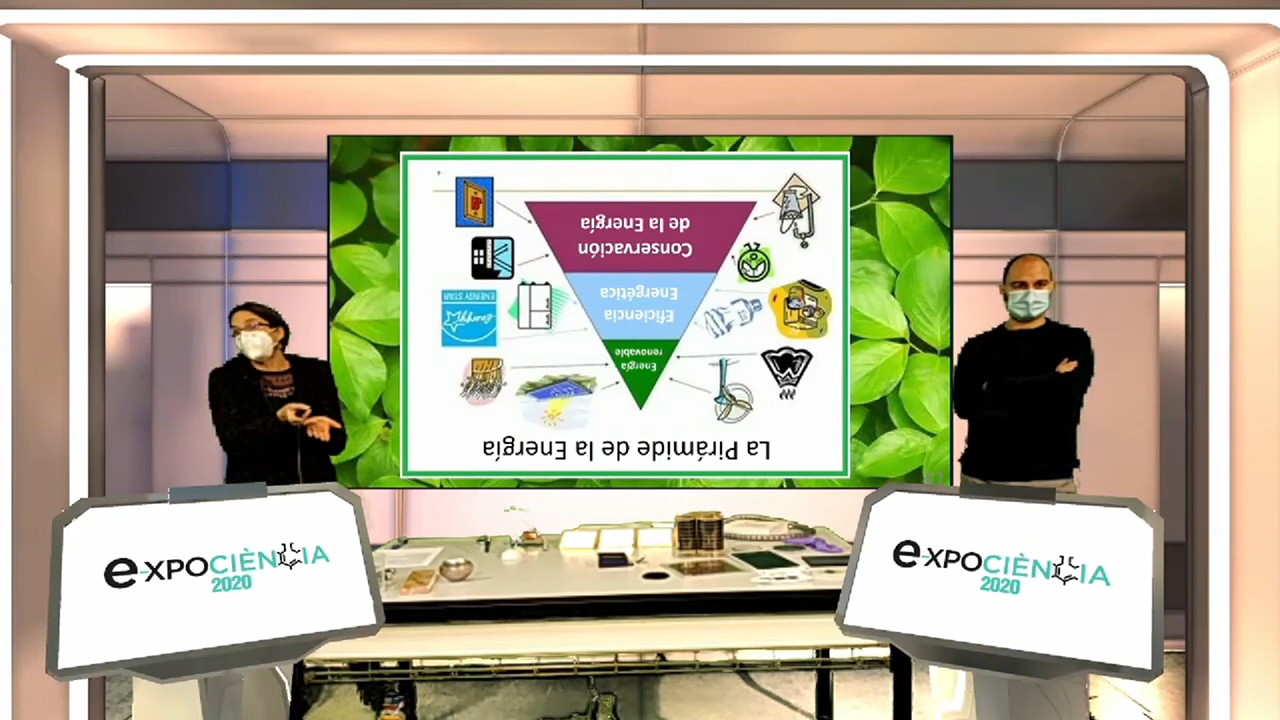 La Pirámide de la Energía
Energía
renovable
Eficiencia
Energética
energy
ENERGY STAR
Conservación
de la Energía
eXPOCIÈNCIA
2020
eXPOCIÈNCIA
2020